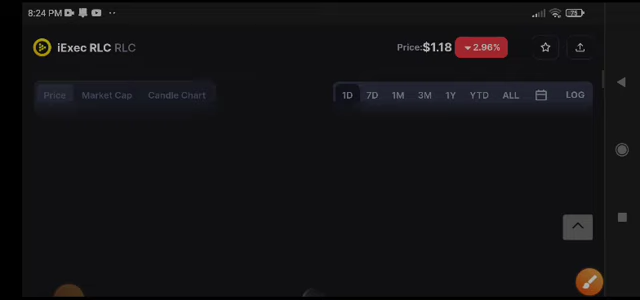 8:24 PM
iExec RLC RLC
Price: $1.18 2.96%
Price Market Cap Candle Chart
1D 7D 1M 3M 1Y YTD ALL LOG